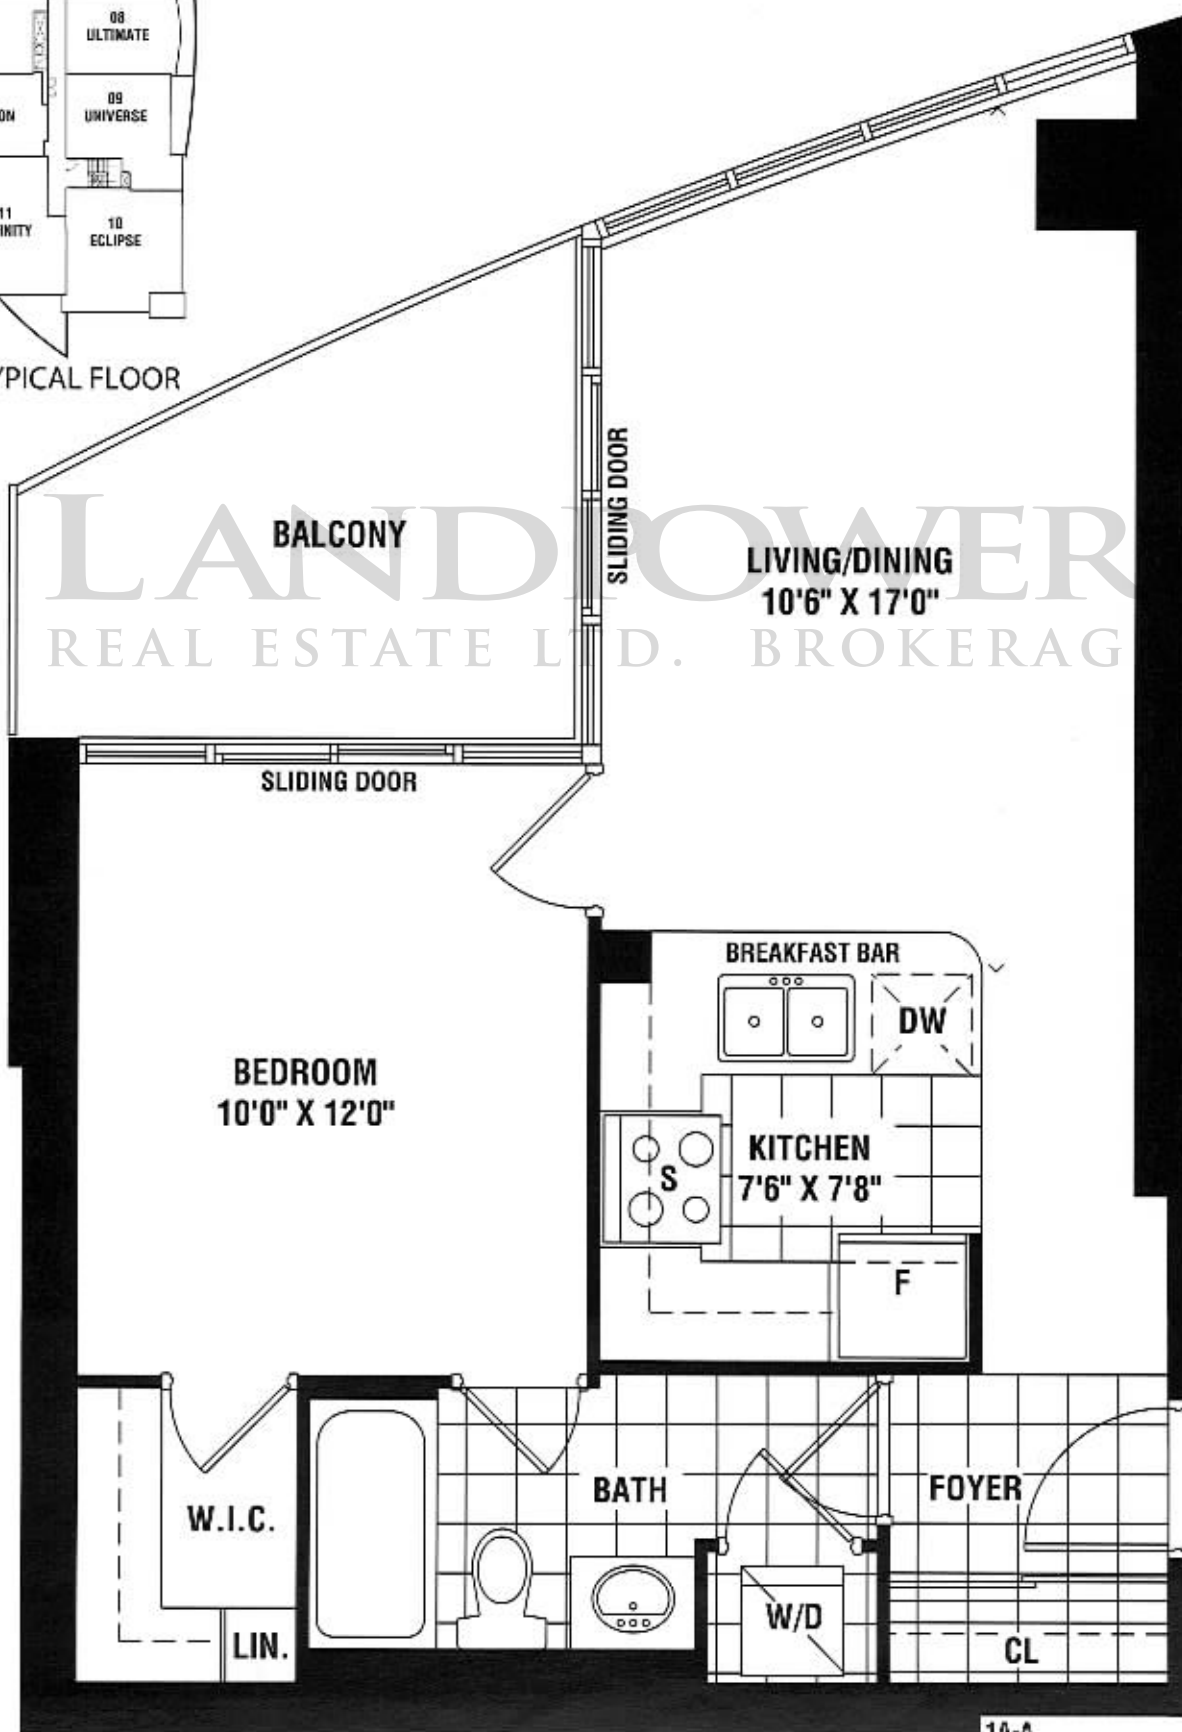 08
ULTIMATE
09
UNIVERSE
ON
11
INITY
10
ECLIPSE
YPICAL FLOOR
SLIDING DOOR
BALCONY
LIVING/DINING
10'6" X 17'0"
LANDPOWER
REAL ESTATE LTD. BROKERAG
SLIDING DOOR
BREAKFAST BAR
DW
BEDROOM
10'0" X 12'0"
KITCHEN
7'6" X 7'8"
S
F
BATH
FOYER
W.I.C.
W/D
LIN.
CL